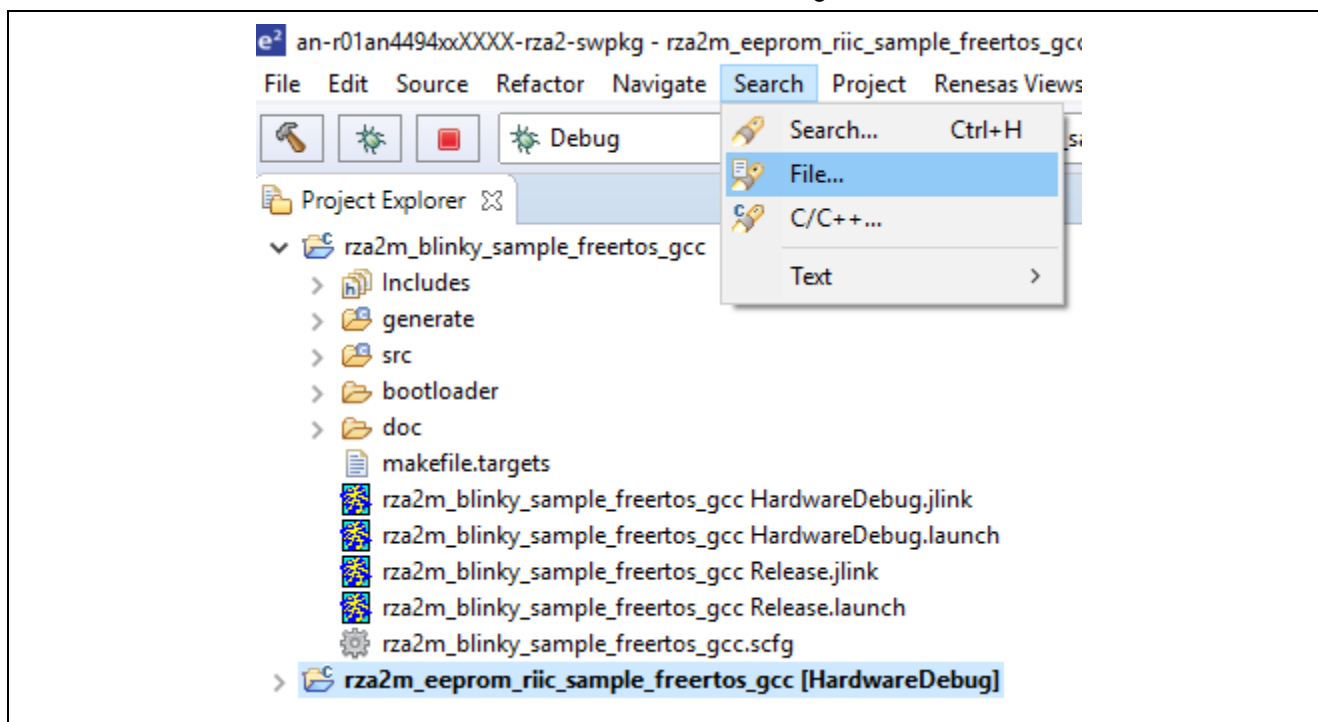 e² an-r01an4494xxXXXX-rza2-swpkg - rza2m_eeprom_riic_sample_freertos_gcc
File Edit Source Refactor Navigate Search Project Renesas Views
Debug
Search... Ctrl+H
File...
C/C++...
Text
Project Explorer
rza2m_blinky_sample_freertos_gcc
Includes
generate
src
bootloader
doc
makefile.targets
rza2m_blinky_sample_freertos_gcc HardwareDebug.jlink
rza2m_blinky_sample_freertos_gcc HardwareDebug.launch
rza2m_blinky_sample_freertos_gcc Release.jlink
rza2m_blinky_sample_freertos_gcc Release.launch
rza2m_blinky_sample_freertos_gcc.scfg
rza2m_eeprom_riic_sample_freertos_gcc [HardwareDebug]